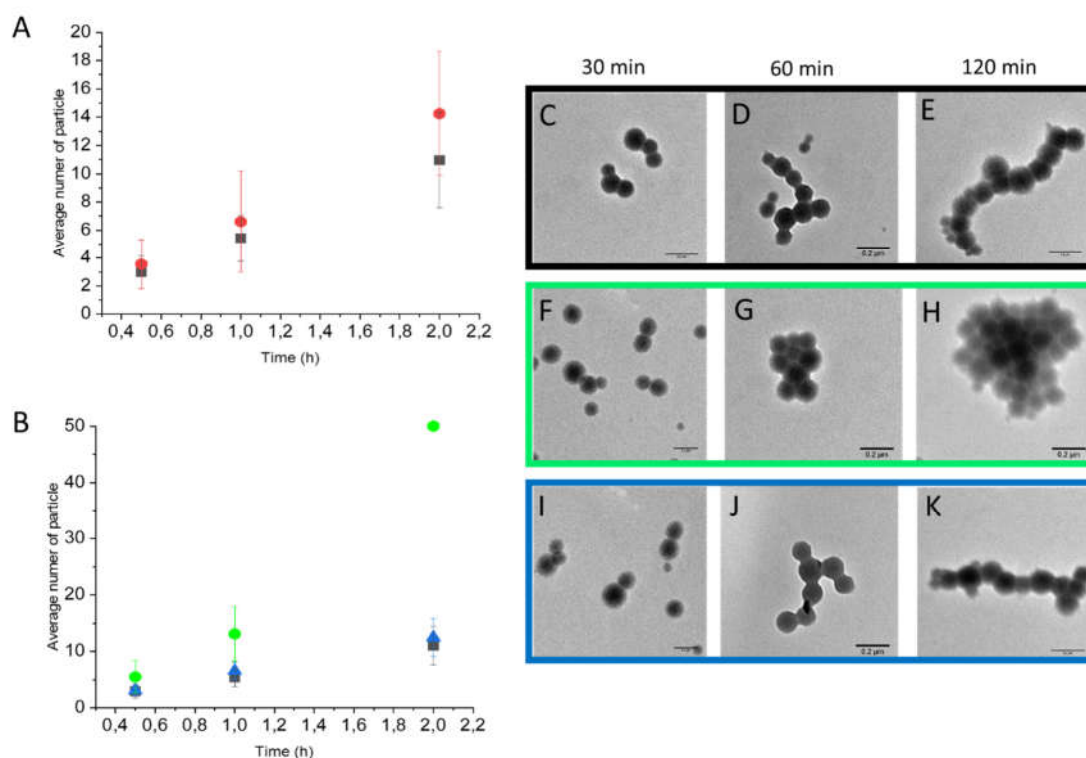 A
Average numer of particle
20
18
16
14
12
10
8
6
4
2
0
0,4 0,6 0,8 1,0 1,2 1,4 1,6 1,8 2,0 2,2
Time (h)
B
Average numer of particle
50
40
30
20
10
0
0,4 0,6 0,8 1,0 1,2 1,4 1,6 1,8 2,0 2,2
Time (h)
30 min 60 min 120 min
C D E
0.2 µm
F G H
0.2 µm 0.2 µm
I J K
0.2 µm